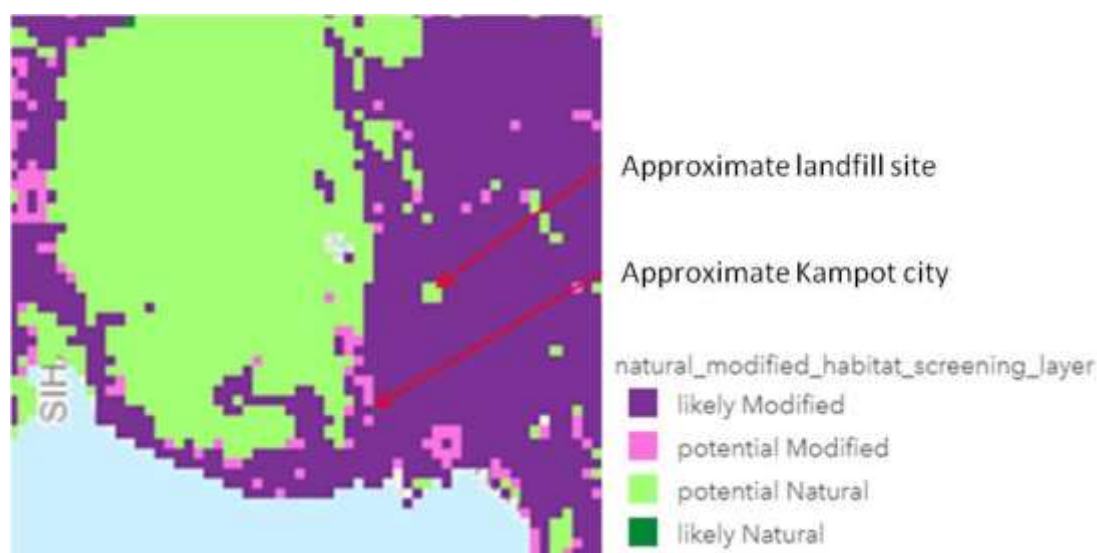 Approximate landfill site
Approximate Kampot city
SIH
natural_modified_habitat_screening_layer
likely Modified
potential Modified
potential Natural
likely Natural